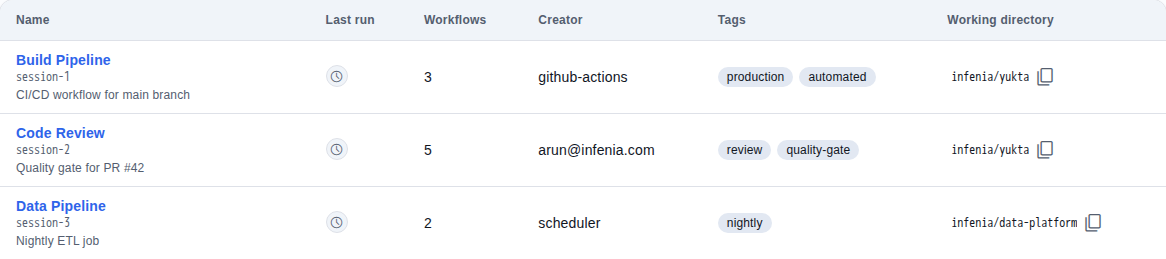 Name Last run Workflows Creator Tags Working directory
Build Pipeline
session-1
CI/CD workflow for main branch
3 github-actions production automated infenia/yukta
Code Review
session-2
Quality gate for PR #42
5 arun@infenia.com review quality-gate infenia/yukta
Data Pipeline
session-3
Nightly ETL job
2 scheduler nightly infenia/data-platform